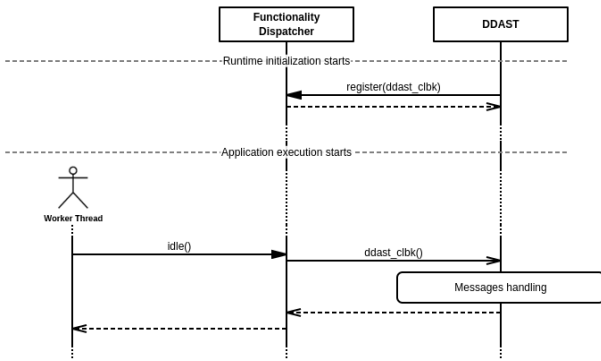 Functionality
Dispatcher
DDAST
Runtime initialization starts
register(ddast_clbk)
Application execution starts
Worker Thread
idle()
ddast_clbk()
Messages handling